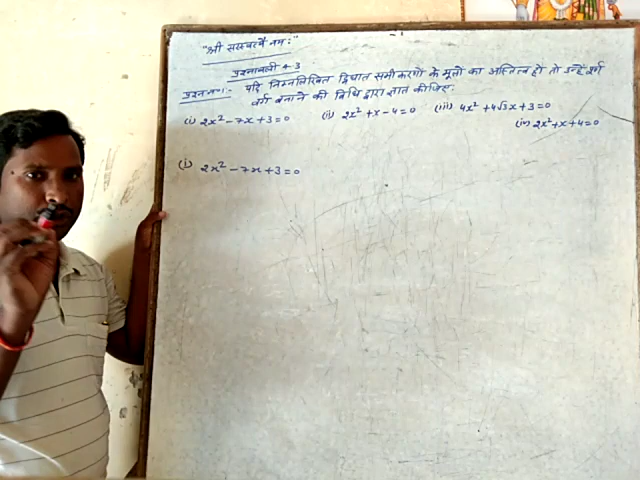 "श्री सरस्वत्यै नमः"
प्रश्नावली 4.3
प्रश्न नं० 1:- यदि निम्नलिखित द्विघात समीकरणों के मूलों का अस्तित्व हो तो उन्हें पूर्ण
वर्ग बनाने की विधि द्वारा ज्ञात कीजिए:
(i) 2x² - 7x + 3 = 0 (ii) 2x² + x - 4 = 0 (iii) 4x² + 4√3x + 3 = 0
(iv) 2x² + x + 4 = 0
(i) 2x² - 7x + 3 = 0